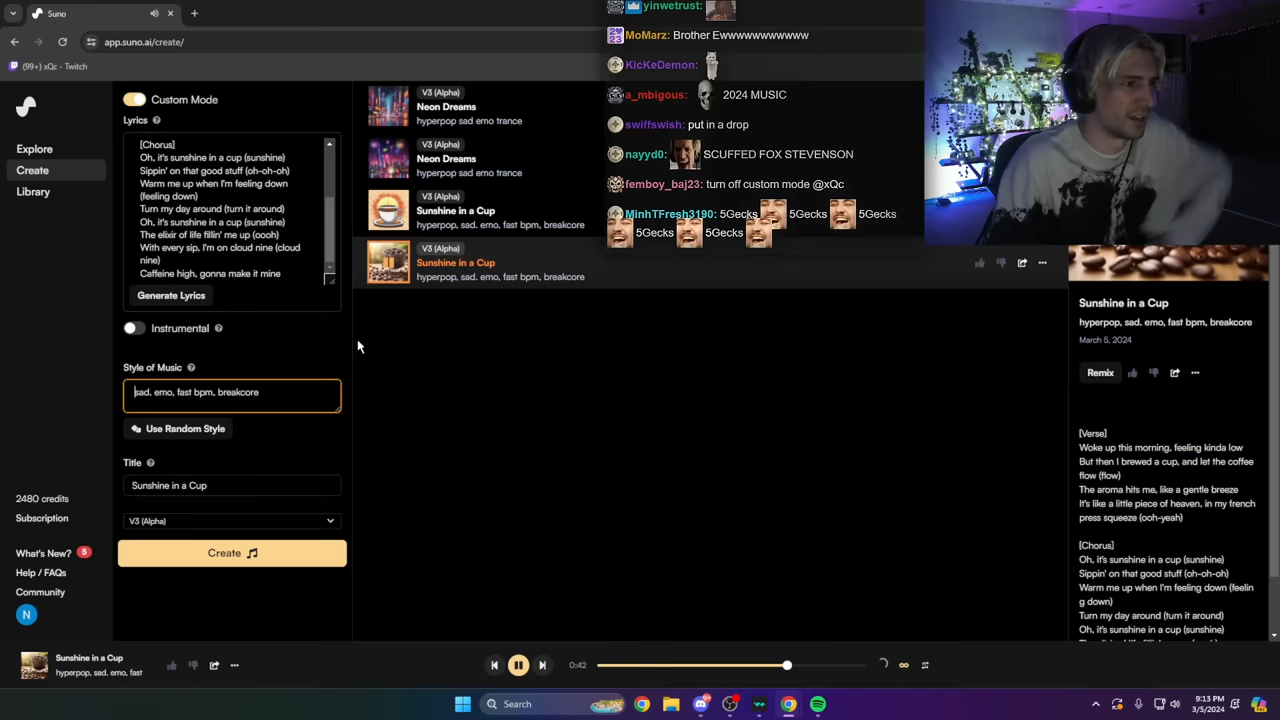 Suno
app.suno.ai/create/
(99+) xQc - Twitch
Explore
Create
Library
2480 credits
Subscription
What's New? 5
Help / FAQs
Community
N
Custom Mode
Lyrics
[Chorus]
Oh, it's sunshine in a cup (sunshine)
Sippin' on that good stuff (oh-oh-oh)
Warm me up when I'm feeling down
(feeling down)
Turn my day around (turn it around)
Oh, it's sunshine in a cup (sunshine)
The elixir of life fillin' me up (oooh)
With every sip, I'm on cloud nine (cloud
nine)
Caffeine high, gonna make it mine
Generate Lyrics
Instrumental
Style of Music
sad. emo, fast bpm, breakcore
Use Random Style
Title
Sunshine in a Cup
V3 (Alpha)
Create
V3 (Alpha)
Neon Dreams
hyperpop sad emo trance
V3 (Alpha)
Neon Dreams
hyperpop sad emo trance
V3 (Alpha)
Sunshine in a Cup
hyperpop, sad. emo, fast bpm, breakcore
V3 (Alpha)
Sunshine in a Cup
hyperpop, sad. emo, fast bpm, breakcore
yinwetrust:
MoMarz: Brother Ewwwwwwwwwww
KicKeDemon:
a_mbigous: 2024 MUSIC
swiffswish: put in a drop
nayyd0: SCUFFED FOX STEVENSON
femboy_baj23: turn off custom mode @xQc
MinhTFresh3190: 5Gecks 5Gecks 5Gecks
5Gecks 5Gecks
Sunshine in a Cup
hyperpop, sad. emo, fast bpm, breakcore
March 5, 2024
Remix
[Verse]
Woke up this morning, feeling kinda low
But then I brewed a cup, and let the coffee
flow (flow)
The aroma hits me, like a gentle breeze
It's like a little piece of heaven, in my french
press squeeze (ooh-yeah)
[Chorus]
Oh, it's sunshine in a cup (sunshine)
Sippin' on that good stuff (oh-oh-oh)
Warm me up when I'm feeling down (feelin
g down)
Turn my day around (turn it around)
Oh, it's sunshine in a cup (sunshine)
Sunshine in a Cup
hyperpop, sad. emo, fast
0:42
Search
9:13 PM
3/5/2024